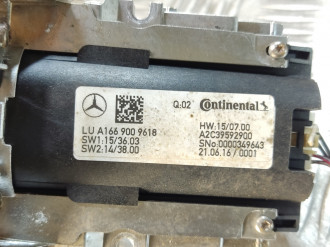 Q:02 Continental
LU A166 900 9618
SW1:15/36.03
SW2:14/38.00
HW:15/07.00
A2C39592900
SNo:0000349643
21.06.16 / 0001